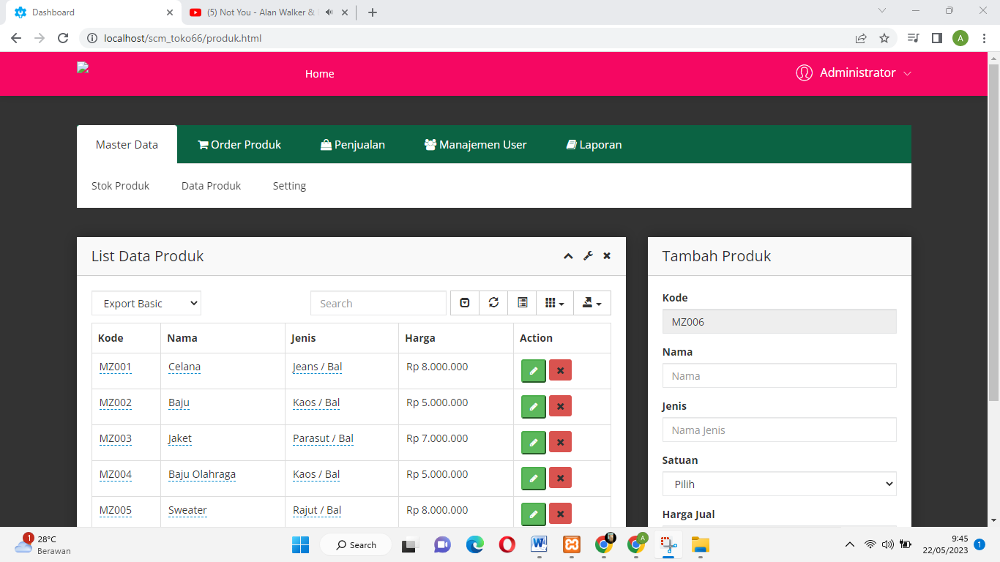 Dashboard
(5) Not You - Alan Walker &
localhost/scm_toko66/produk.html
A
Home
Administrator
Master Data
Order Produk
Penjualan
Manajemen User
Laporan
Stok Produk
Data Produk
Setting
List Data Produk
Export Basic
Search
Kode Nama Jenis Harga Action
MZ001 Celana Jeans / Bal Rp 8.000.000
MZ002 Baju Kaos / Bal Rp 5.000.000
MZ003 Jaket Parasut / Bal Rp 7.000.000
MZ004 Baju Olahraga Kaos / Bal Rp 5.000.000
MZ005 Sweater Rajut / Bal Rp 8.000.000
Tambah Produk
Kode
MZ006
Nama
Nama
Jenis
Nama Jenis
Satuan
Pilih
Harga Jual
1
28°C
Berawan
Search
W
A
9:45
22/05/2023
1